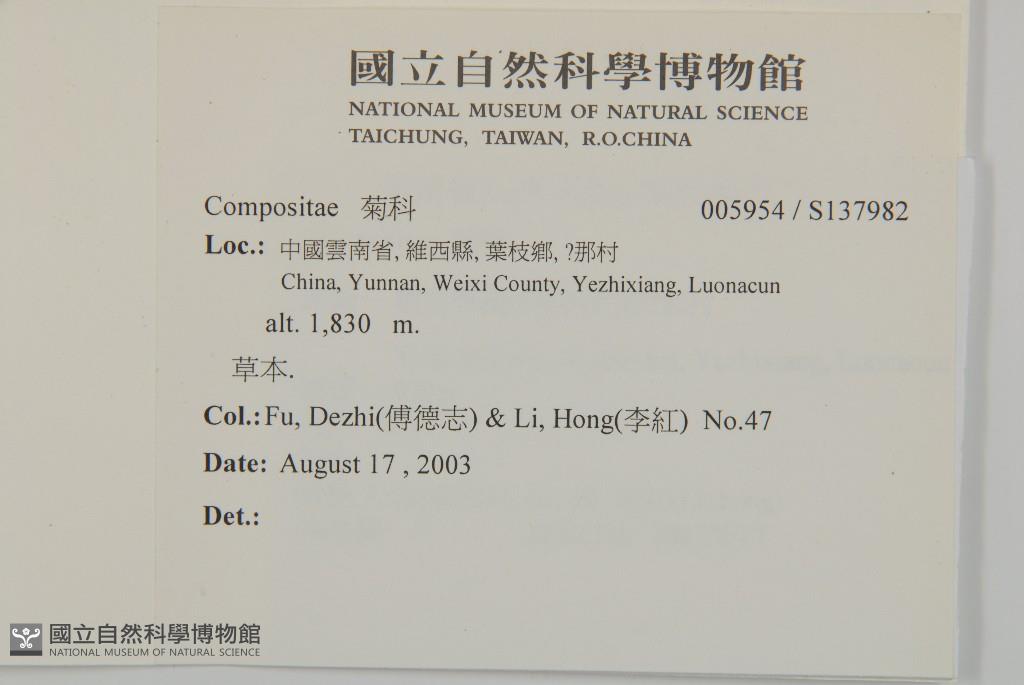 國立自然科學博物館
NATIONAL MUSEUM OF NATURAL SCIENCE
TAICHUNG, TAIWAN, R.O.CHINA
Compositae 菊科 005954 / S137982
Loc.: 中國雲南省, 維西縣, 葉枝鄉, ?那村
China, Yunnan, Weixi County, Yezhixiang, Luonacun
alt. 1,830 m.
草本.
Col.: Fu, Dezhi(傅德志) & Li, Hong(李紅) No.47
Date: August 17 , 2003
Det.:
國立自然科學博物館
NATIONAL MUSEUM OF NATURAL SCIENCE